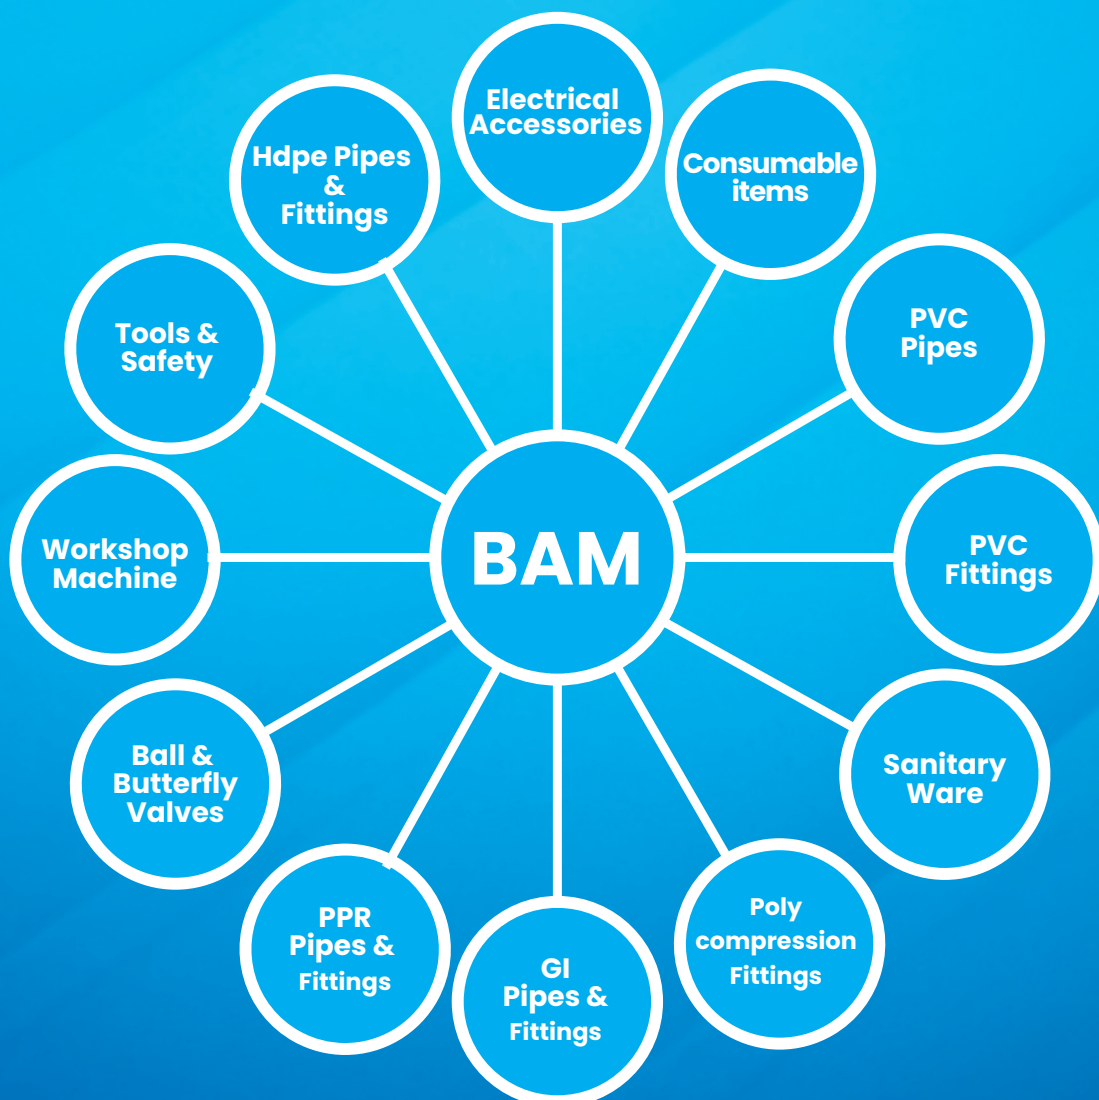 Electrical
Accessories
Consumable
items
PVC
Pipes
PVC
Fittings
Sanitary
Ware
Poly
compression
Fittings
GI
Pipes &
Fittings
PPR
Pipes &
Fittings
Ball &
Butterfly
Valves
Workshop
Machine
Tools &
Safety
Hdpe Pipes
&
Fittings
BAM